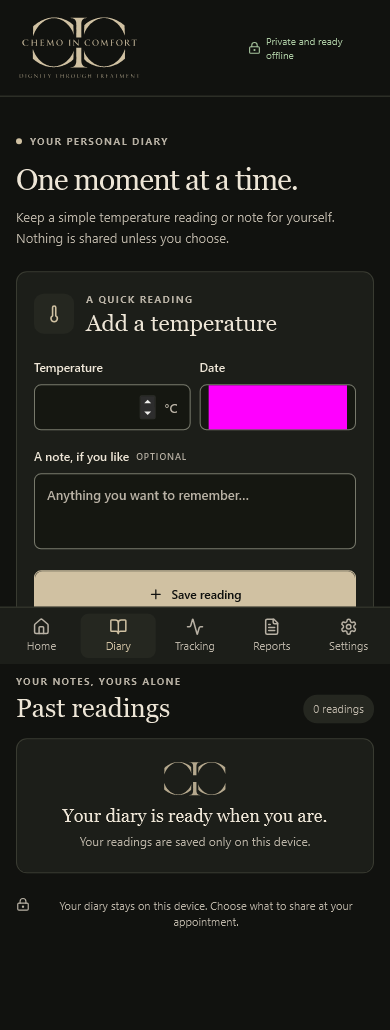 CHEMO IN COMFORT
DIGNITY THROUGH TREATMENT
Private and ready
offline
YOUR PERSONAL DIARY
One moment at a time.
Keep a simple temperature reading or note for yourself.
Nothing is shared unless you choose.
A QUICK READING
Add a temperature
Temperature
Date
°C
A note, if you like OPTIONAL
Anything you want to remember...
+ Save reading
Home
Diary
Tracking
Reports
Settings
YOUR NOTES, YOURS ALONE
Past readings
0 readings
Your diary is ready when you are.
Your readings are saved only on this device.
Your diary stays on this device. Choose what to share at your
appointment.